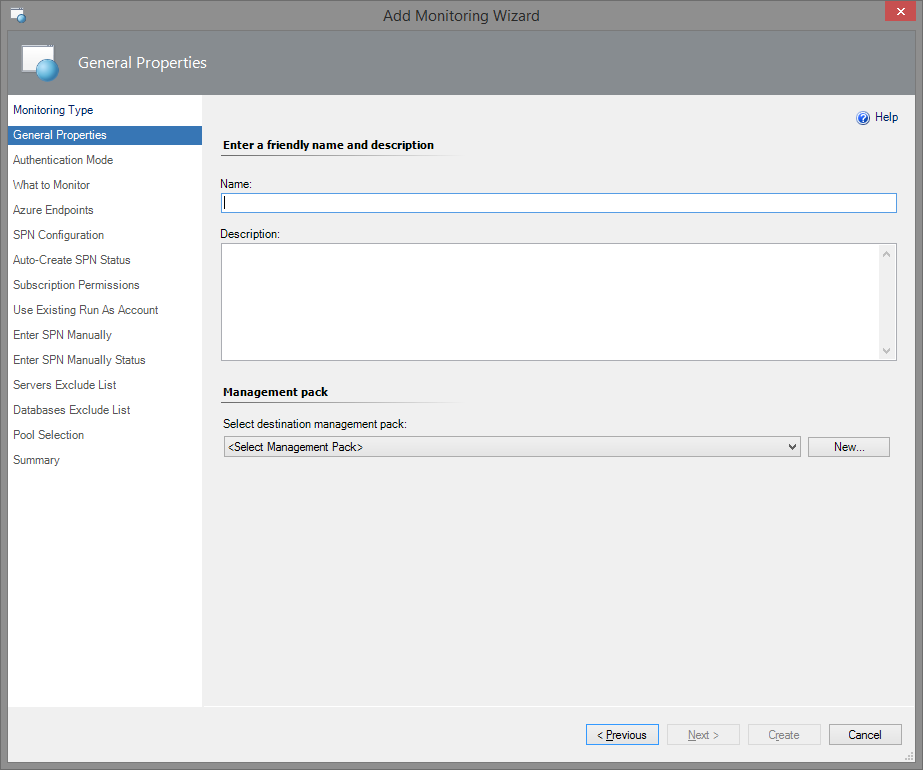 Add Monitoring Wizard
General Properties
Monitoring Type
General Properties
Authentication Mode
What to Monitor
Azure Endpoints
SPN Configuration
Auto-Create SPN Status
Subscription Permissions
Use Existing Run As Account
Enter SPN Manually
Enter SPN Manually Status
Servers Exclude List
Databases Exclude List
Pool Selection
Summary
Help
Enter a friendly name and description
Name:
Description:
Management pack
Select destination management pack:
<Select Management Pack>
New...
< Previous
Next >
Create
Cancel